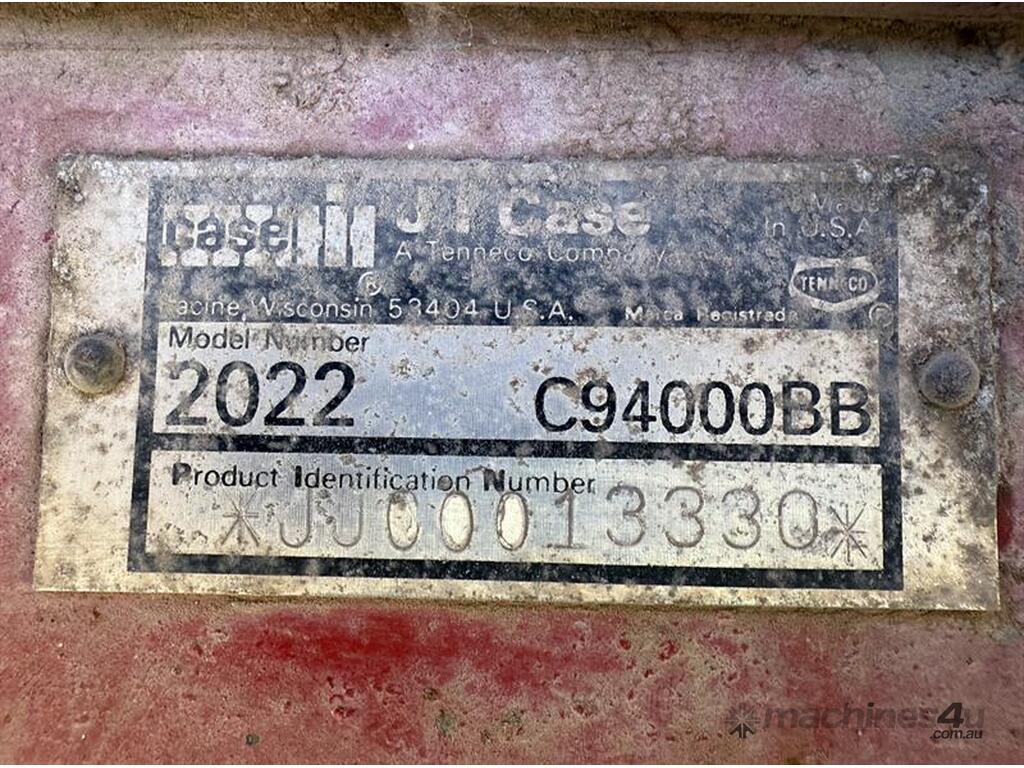 case ih J I Case Made
A Tenneco Company In U.S.A.
TENNECO
®
Racine, Wisconsin 53404 U.S.A. Marca Registrada ®
Model Number
2022 C94000BB
Product Identification Number
*JJ00013330*
machines4u
.com.au